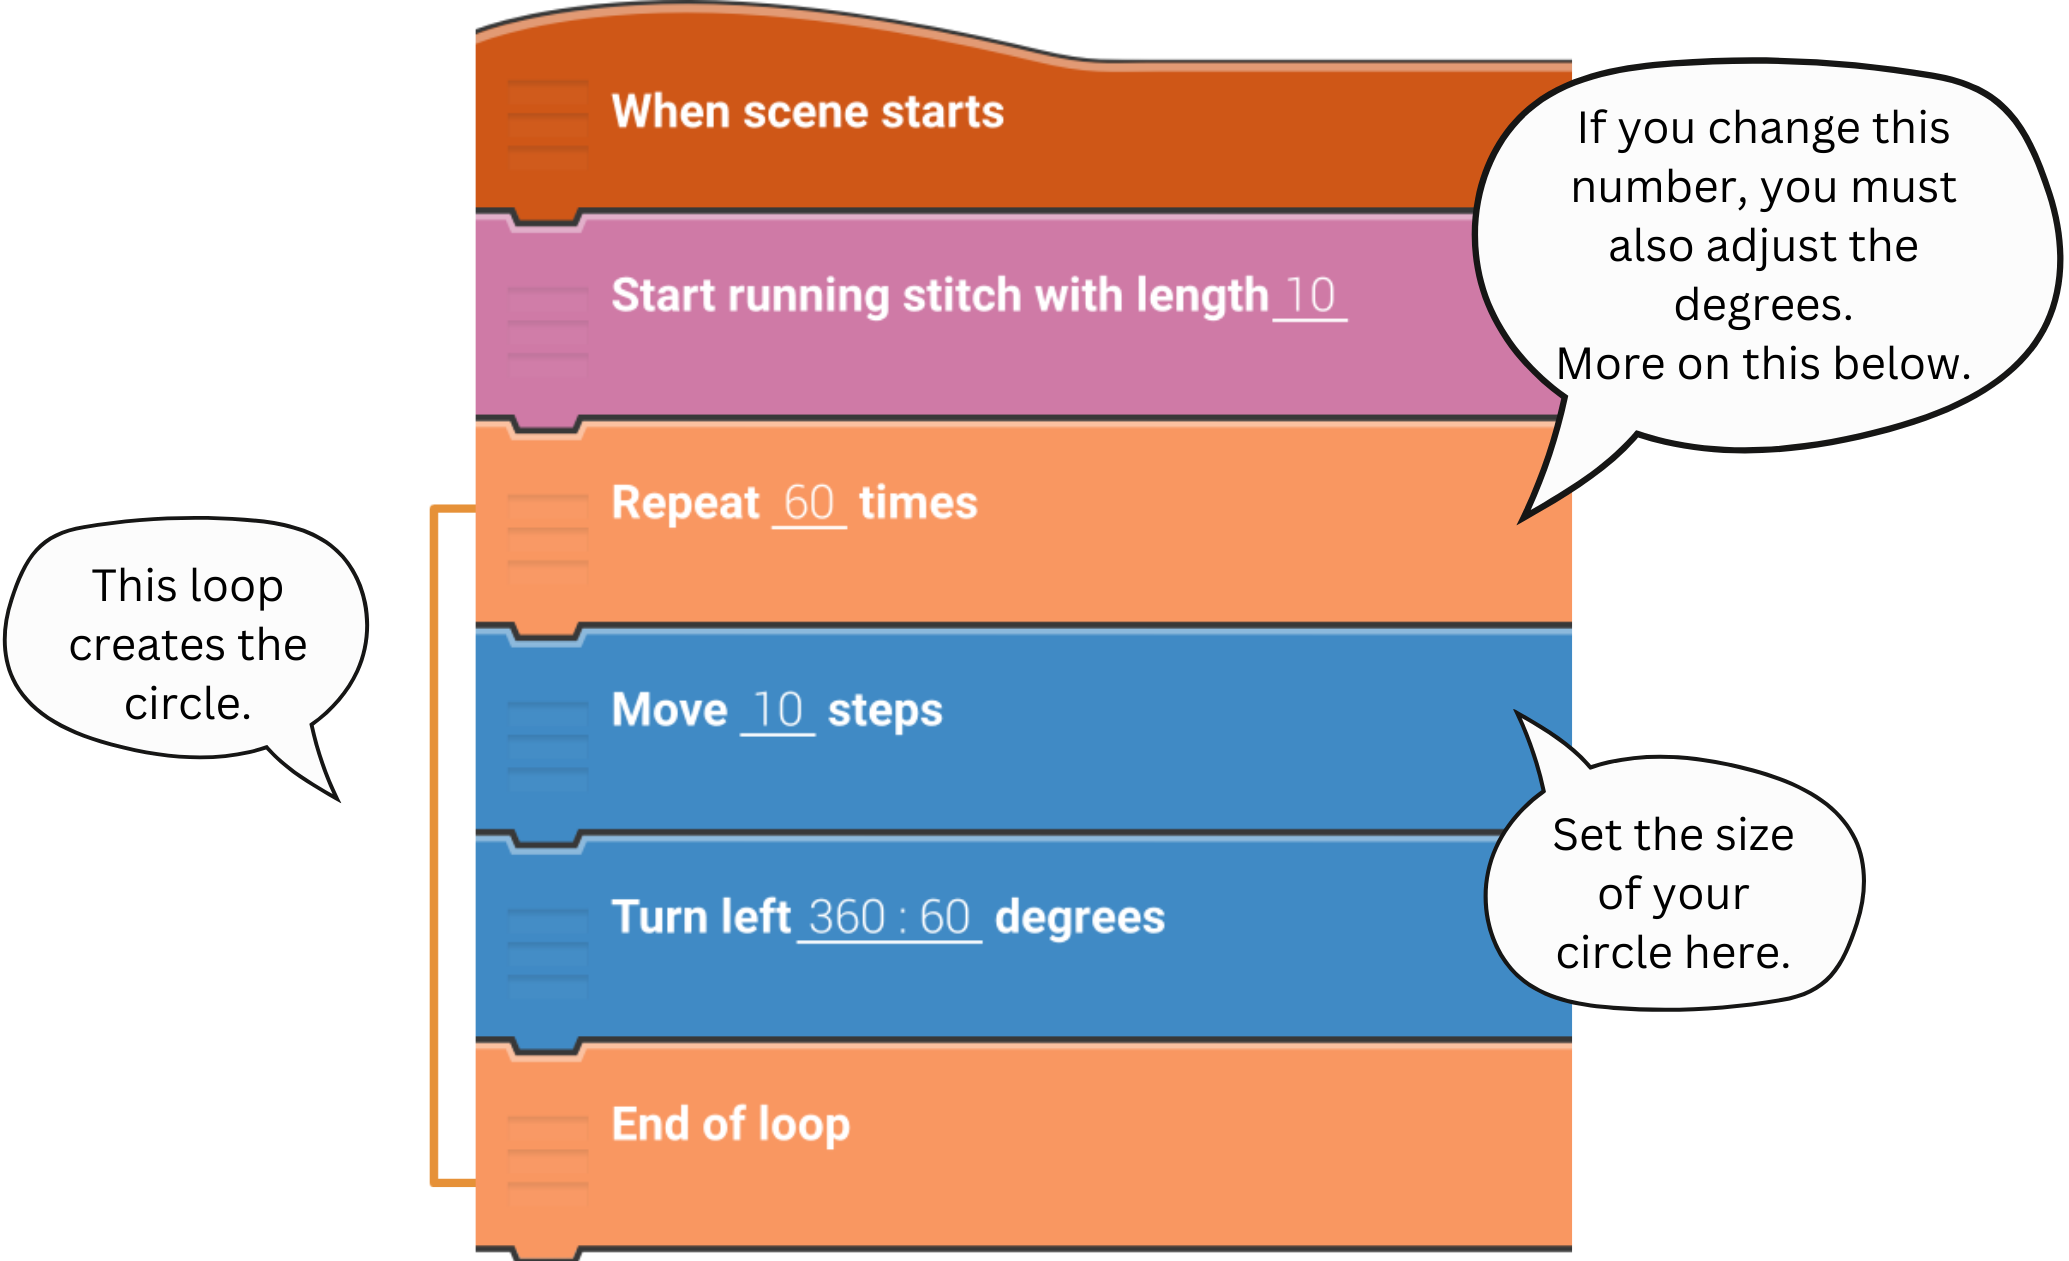 When scene starts
If you change this
number, you must
also adjust the
degrees.
More on this below.
Start running stitch with length 10
Repeat 60 times
This loop
creates the
circle.
Move 10 steps
Set the size
of your
circle here.
Turn left 360 : 60 degrees
End of loop